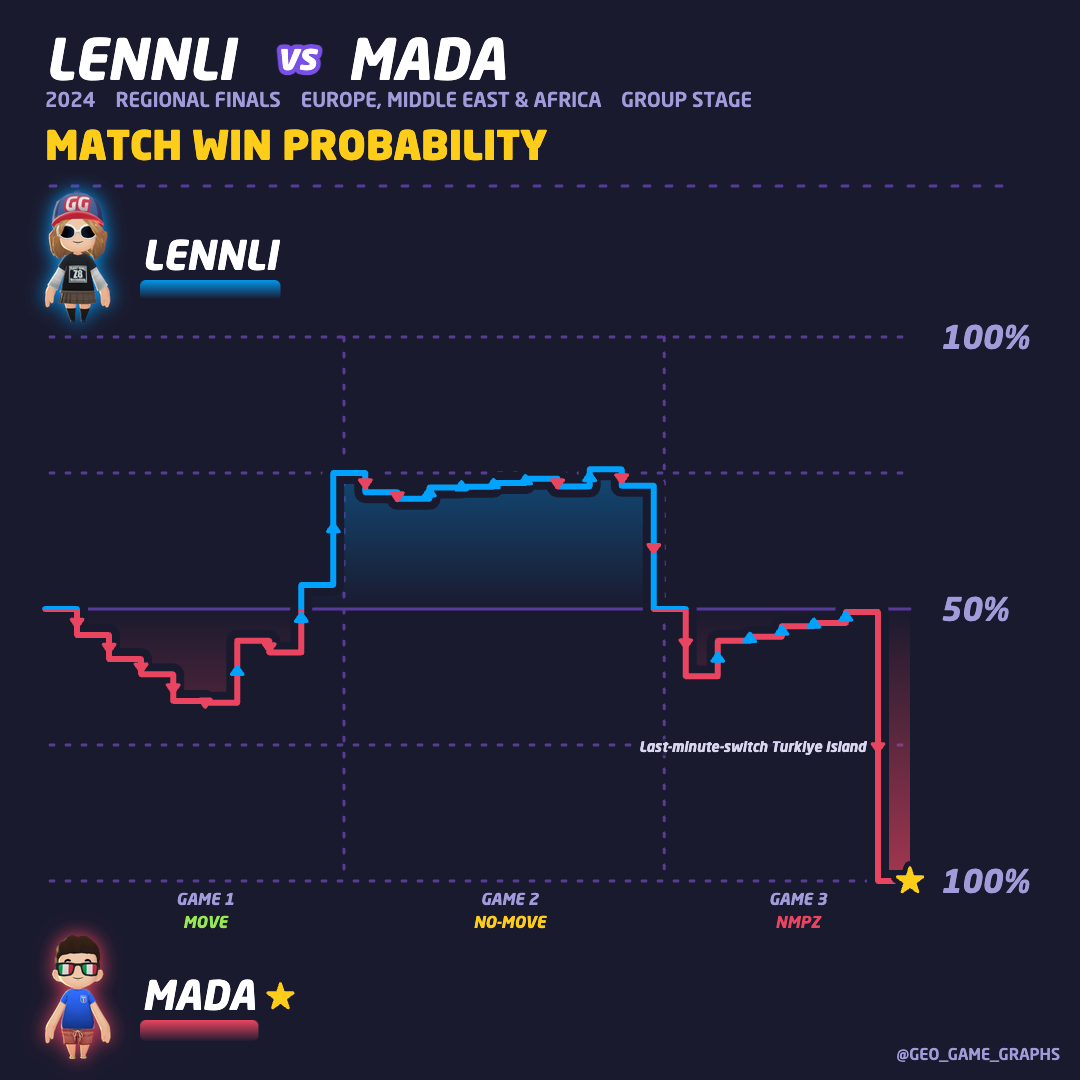 LENNLI VS MADA
2024 REGIONAL FINALS EUROPE, MIDDLE EAST & AFRICA GROUP STAGE
MATCH WIN PROBABILITY
GG
LENNLI
28
100%
50%
Last-minute-switch Turkiye Island
100%
GAME 1 GAME 2 GAME 3
MOVE NO-MOVE NMPZ
MADA
@GEO_GAME_GRAPHS